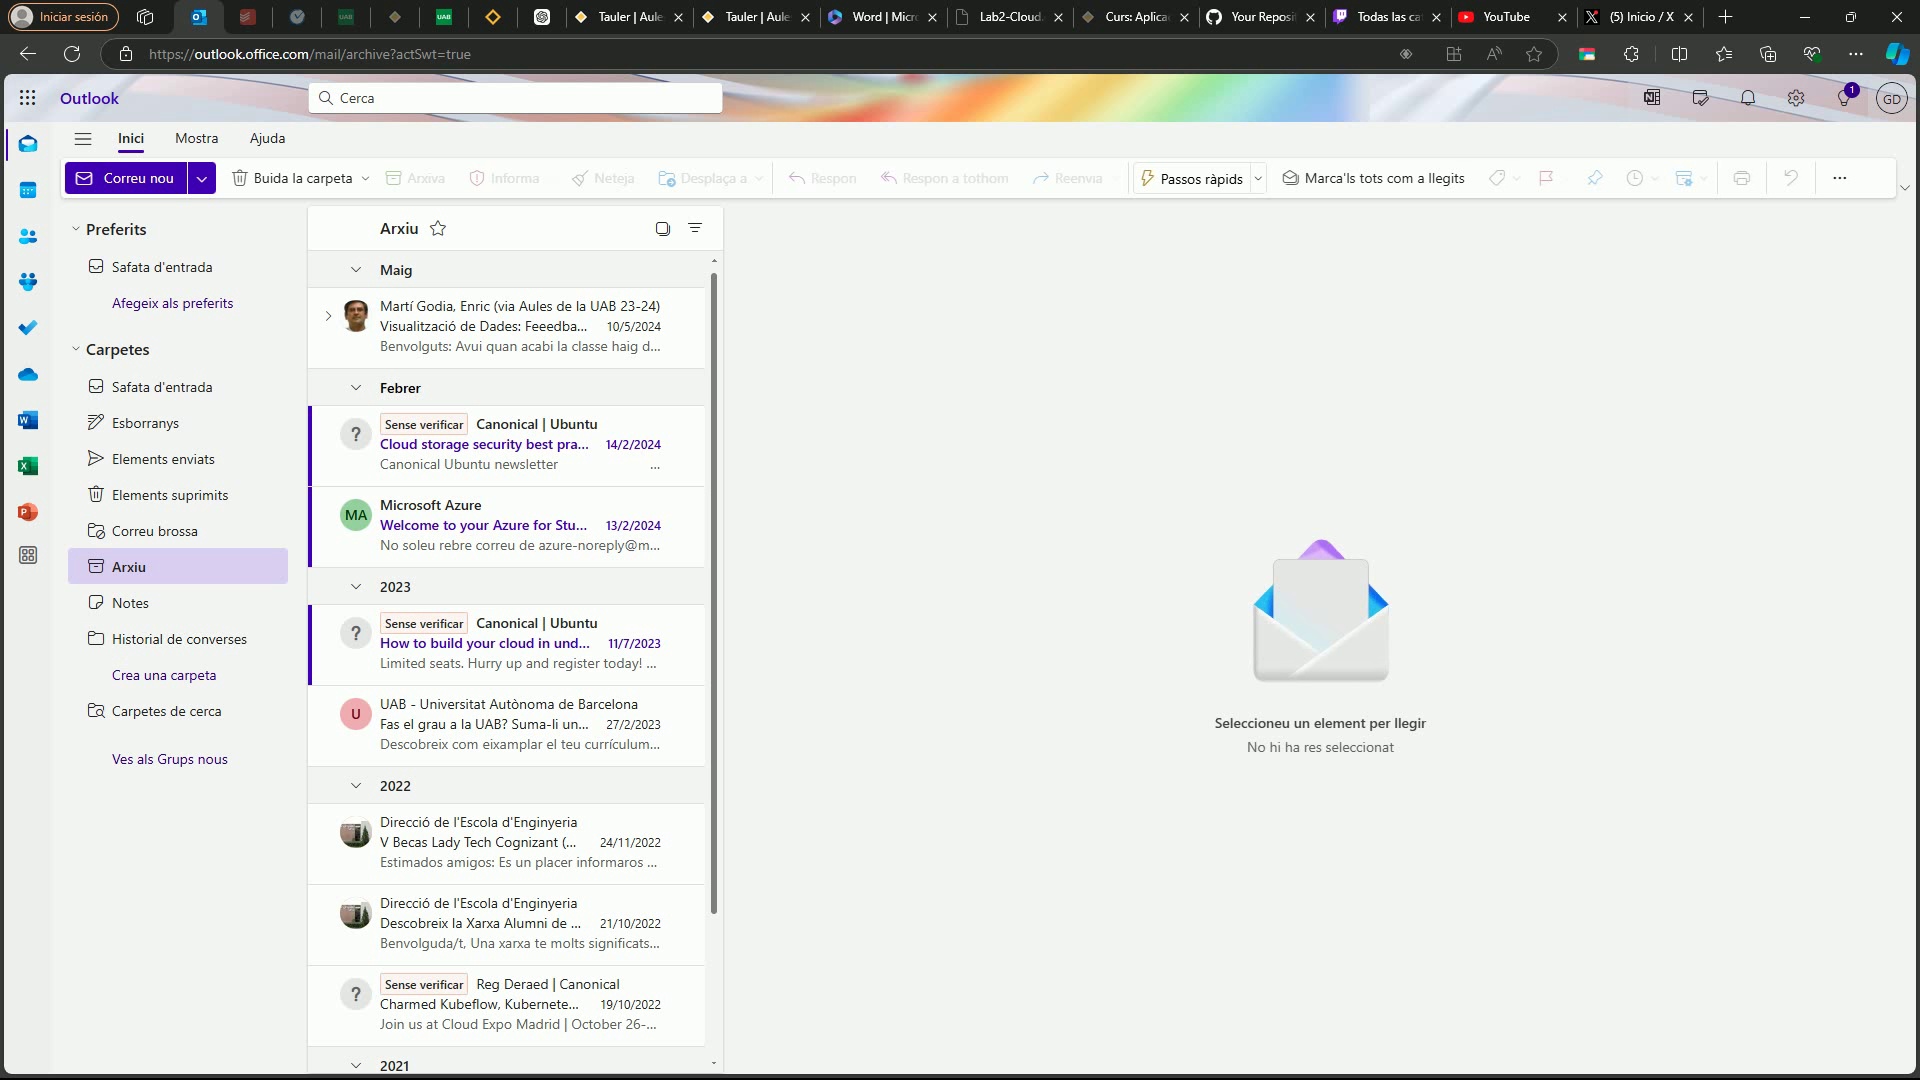 Iniciar sesión
UAB
UAB
Tauler | Aule
Tauler | Aule
Word | Micr
Lab2-Cloud.
Curs: Aplica
Your Reposi
Todas las ca
YouTube
(5) Inicio / X
https://outlook.office.com/mail/archive?actSwt=true
Outlook
Cerca
1
GD
Inici
Mostra
Ajuda
Correu nou
Buida la carpeta
Arxiva
Informa
Neteja
Desplaça a
Respon
Respon a tothom
Reenvia
Passos ràpids
Marca'ls tots com a llegits
Preferits
Safata d'entrada
Afegeix als preferits
Carpetes
Safata d'entrada
Esborranys
Elements enviats
Elements suprimits
Correu brossa
Arxiu
Notes
Historial de converses
Crea una carpeta
Carpetes de cerca
Ves als Grups nous
Arxiu
Maig
Martí Godia, Enric (via Aules de la UAB 23-24)
Visualització de Dades: Feeedba... 10/5/2024
Benvolguts: Avui quan acabi la classe haig d...
Febrer
? Sense verificar Canonical | Ubuntu
Cloud storage security best pra... 14/2/2024
Canonical Ubuntu newsletter ...
MA Microsoft Azure
Welcome to your Azure for Stu... 13/2/2024
No soleu rebre correu de azure-noreply@m...
2023
? Sense verificar Canonical | Ubuntu
How to build your cloud in und... 11/7/2023
Limited seats. Hurry up and register today! ...
U UAB - Universitat Autònoma de Barcelona
Fas el grau a la UAB? Suma-li un... 27/2/2023
Descobreix com eixamplar el teu currículum...
2022
Direcció de l'Escola d'Enginyeria
V Becas Lady Tech Cognizant (... 24/11/2022
Estimados amigos: Es un placer informaros ...
Direcció de l'Escola d'Enginyeria
Descobreix la Xarxa Alumni de ... 21/10/2022
Benvolguda/t, Una xarxa te molts significats...
? Sense verificar Reg Deraed | Canonical
Charmed Kubeflow, Kubernete... 19/10/2022
Join us at Cloud Expo Madrid | October 26-...
2021
Seleccioneu un element per llegir
No hi ha res seleccionat